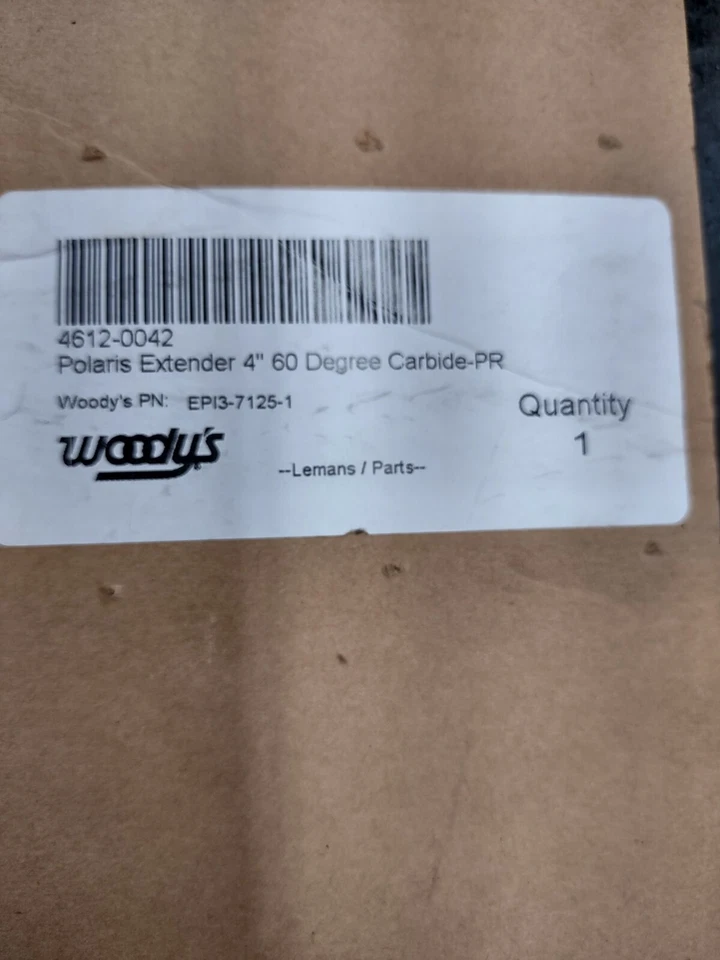 4612-0042
Polaris Extender 4" 60 Degree Carbide-PR
Woody's PN: EPI3-7125-1
Quantity
1
woody's
--Lemans / Parts--